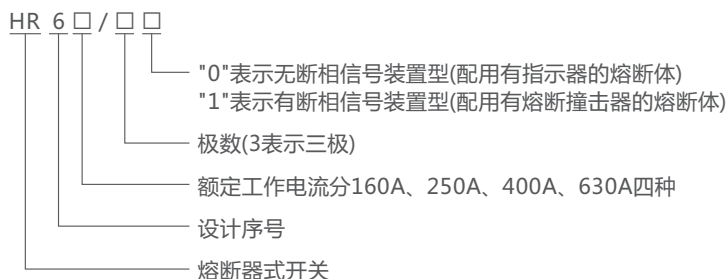 HR 6 □ / □ □
"0"表示无断相信号装置型(配用有指示器的熔断体)
"1"表示有断相信号装置型(配用有熔断撞击器的熔断体)
极数(3表示三极)
额定工作电流分160A、250A、400A、630A四种
设计序号
熔断器式开关